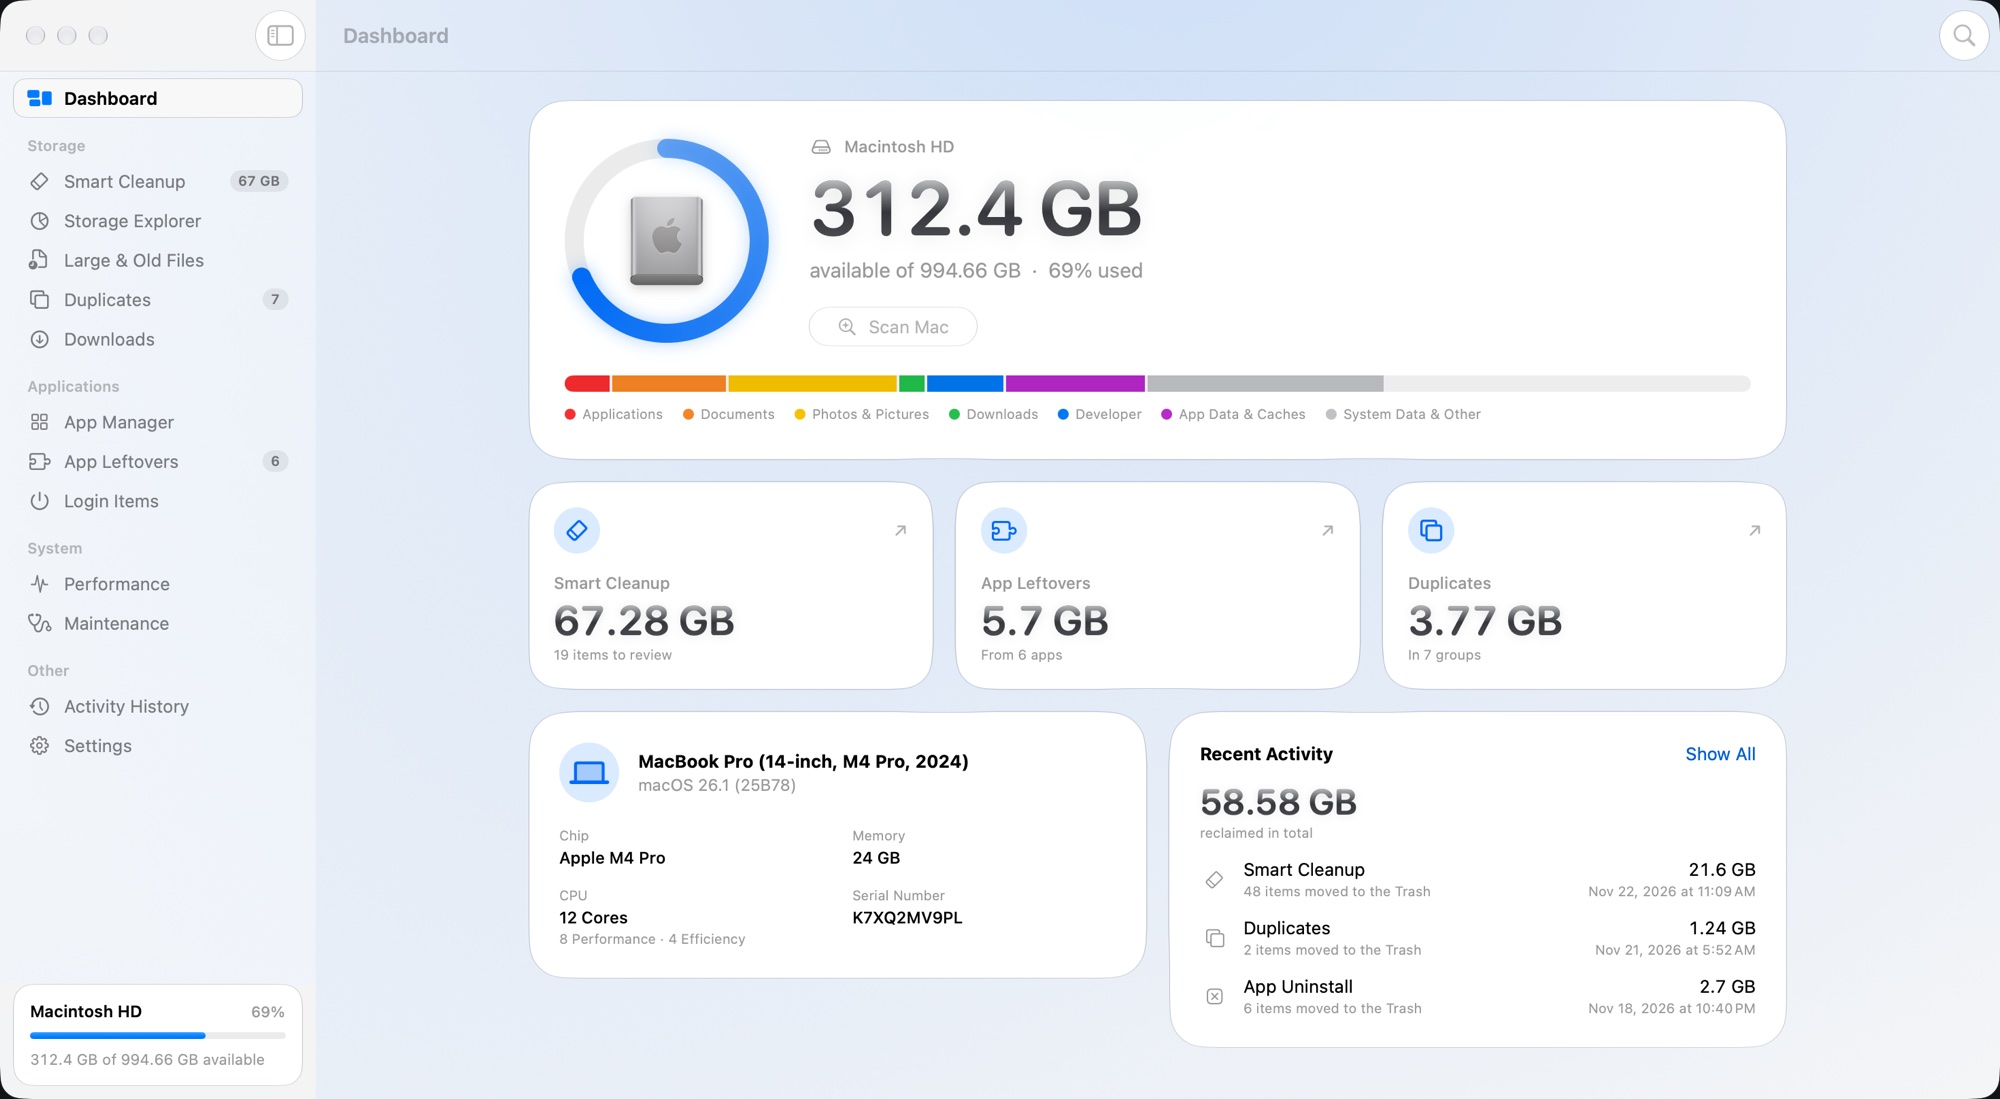 Dashboard
Dashboard
Storage
Smart Cleanup 67 GB
Storage Explorer
Large & Old Files
Duplicates 7
Downloads
Applications
App Manager
App Leftovers 6
Login Items
System
Performance
Maintenance
Other
Activity History
Settings
Macintosh HD 69%
312.4 GB of 994.66 GB available
Macintosh HD
312.4 GB
available of 994.66 GB · 69% used
Scan Mac
Applications Documents Photos & Pictures Downloads Developer App Data & Caches System Data & Other
Smart Cleanup
67.28 GB
19 items to review
App Leftovers
5.7 GB
From 6 apps
Duplicates
3.77 GB
In 7 groups
MacBook Pro (14-inch, M4 Pro, 2024)
macOS 26.1 (25B78)
Chip
Apple M4 Pro
Memory
24 GB
CPU
12 Cores
8 Performance · 4 Efficiency
Serial Number
K7XQ2MV9PL
Recent Activity Show All
58.58 GB
reclaimed in total
Smart Cleanup 21.6 GB
48 items moved to the Trash Nov 22, 2026 at 11:09 AM
Duplicates 1.24 GB
2 items moved to the Trash Nov 21, 2026 at 5:52 AM
App Uninstall 2.7 GB
6 items moved to the Trash Nov 18, 2026 at 10:40 PM